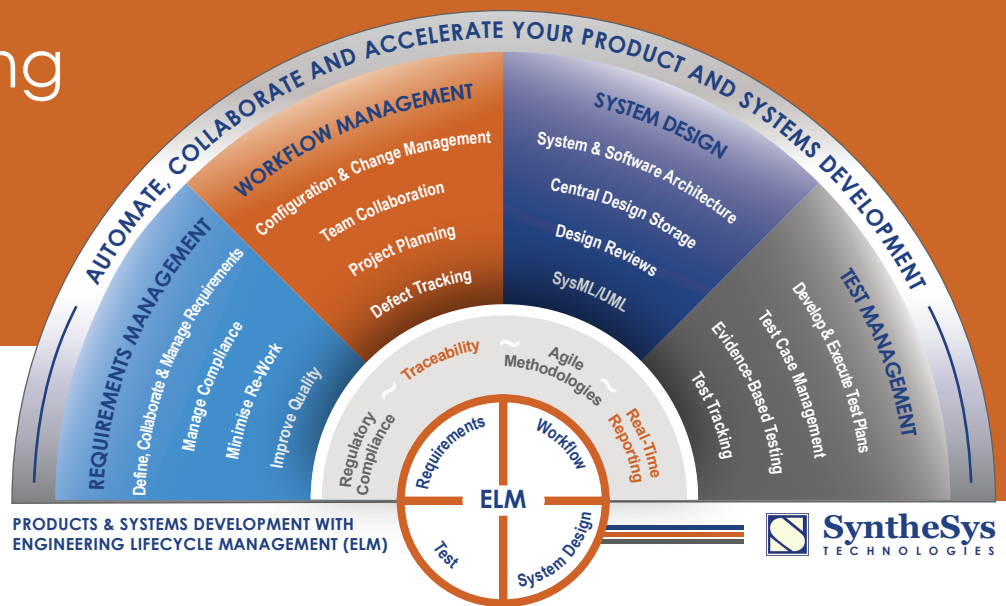 ng
AUTOMATE, COLLABORATE AND ACCELERATE YOUR PRODUCT AND SYSTEMS DEVELOPMENT
REQUIREMENTS MANAGEMENT
Define, Collaborate & Manage Requirements
Manage Compliance
Minimise Re-Work
Improve Quality
WORKFLOW MANAGEMENT
Configuration & Change Management
Team Collaboration
Project Planning
Defect Tracking
SYSTEM DESIGN
System & Software Architecture
Central Design Storage
Design Reviews
SysML/UML
TEST MANAGEMENT
Develop & Execute Test Plans
Test Case Management
Evidence-Based Testing
Test Tracking
Regulatory
Compliance
~
Traceability
~
Agile
Methodologies
~
Real-Time
Reporting
Requirements
Workflow
ELM
Test
System Design
PRODUCTS & SYSTEMS DEVELOPMENT WITH
ENGINEERING LIFECYCLE MANAGEMENT (ELM)
SyntheSys
TECHNOLOGIES